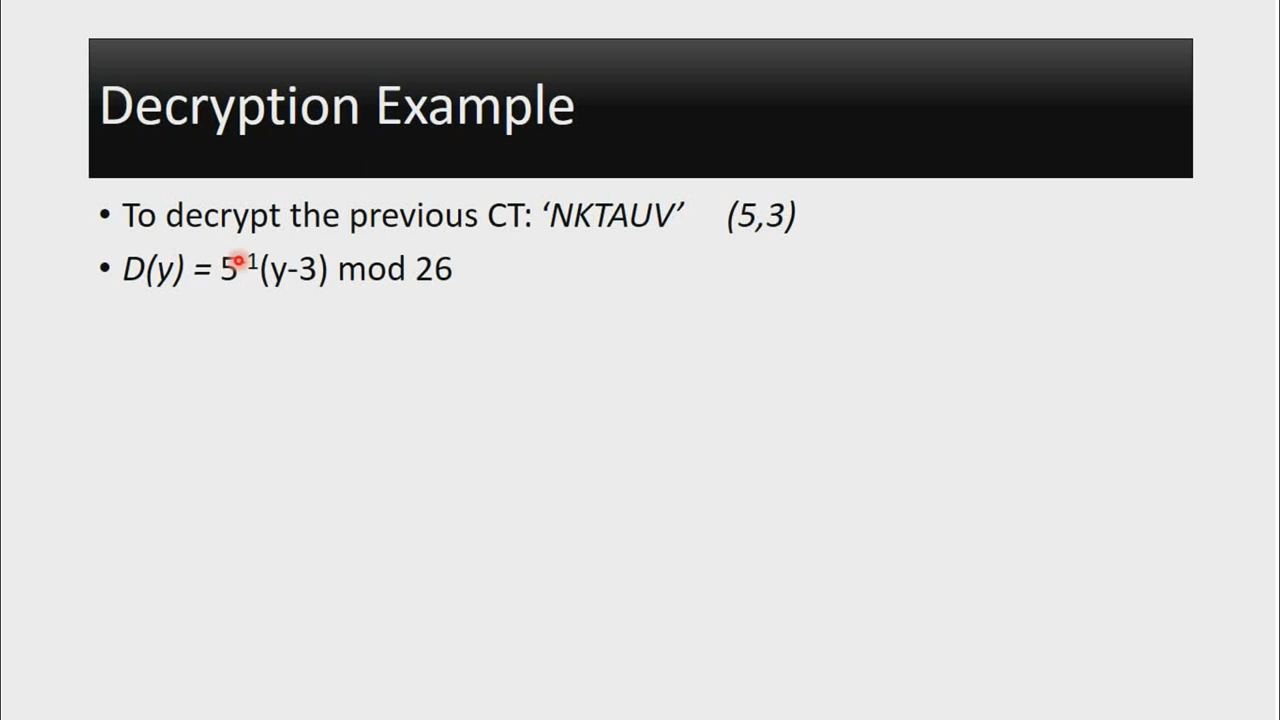 Decryption Example
• To decrypt the previous CT: ‘NKTAUV’ (5,3)
• D(y) = 5⁻¹(y-3) mod 26